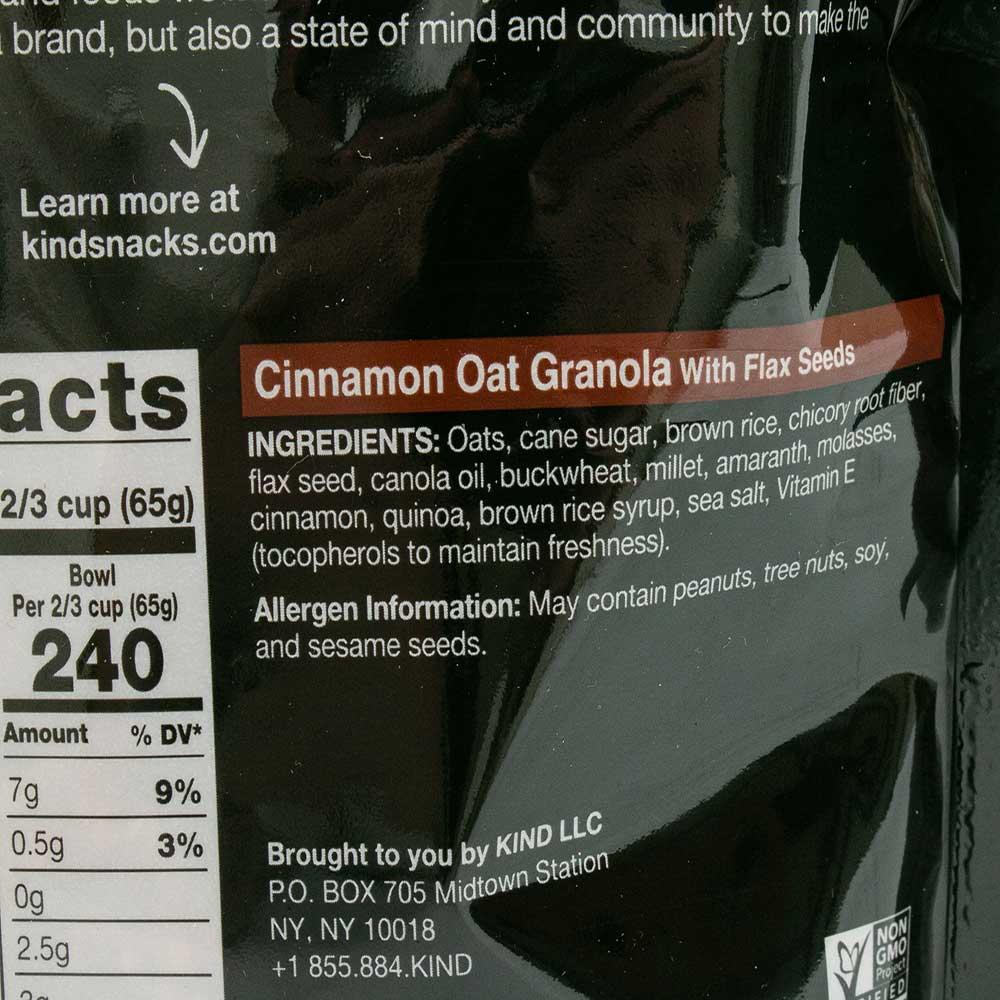 brand, but also a state of mind and community to make the
Learn more at
kindsnacks.com
acts
2/3 cup (65g)
Bowl
Per 2/3 cup (65g)
240
Amount % DV*
7g 9%
0.5g 3%
0g
2.5g
Cinnamon Oat Granola With Flax Seeds
INGREDIENTS: Oats, cane sugar, brown rice, chicory root fiber,
flax seed, canola oil, buckwheat, millet, amaranth, molasses,
cinnamon, quinoa, brown rice syrup, sea salt, Vitamin E
(tocopherols to maintain freshness).
Allergen Information: May contain peanuts, tree nuts, soy,
and sesame seeds.
Brought to you by KIND LLC
P.O. BOX 705 Midtown Station
NY, NY 10018
+1 855.884.KIND
NON
GMO
Project